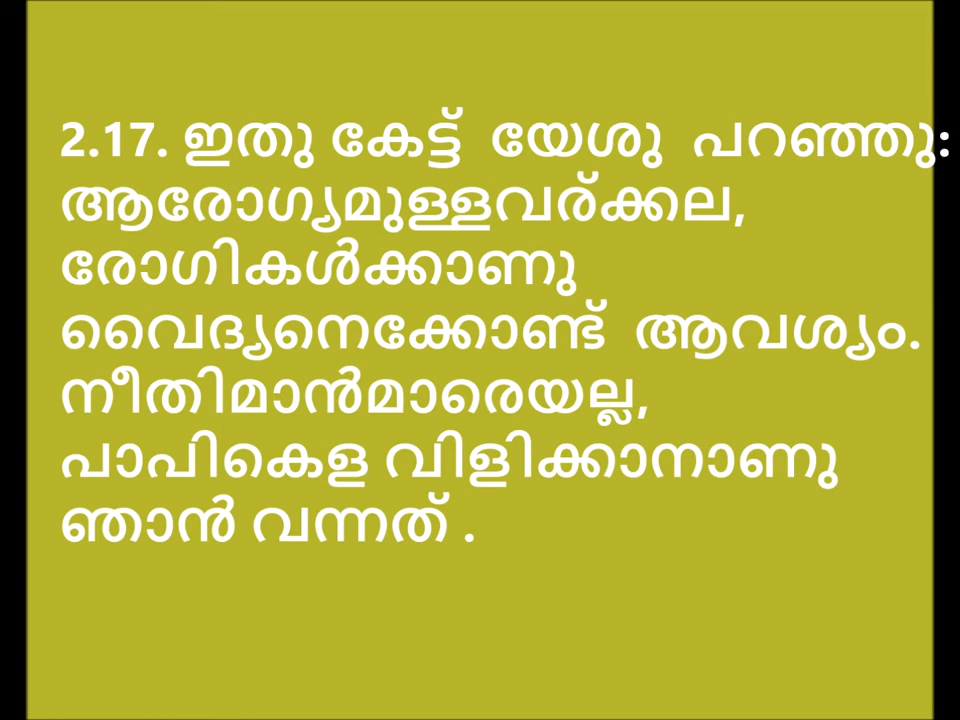 2.17. ഇതു കേട്ട് യേശു പറഞ്ഞു:
ആരോഗ്യമുള്ളവര്ക്കല,
രോഗികൾക്കാണു
വൈദ്യനെക്കോണ്ട് ആവശ്യം.
നീതിമാൻമാരെയല്ല,
പാപികെള വിളിക്കാനാണു
ഞാൻ വന്നത് .